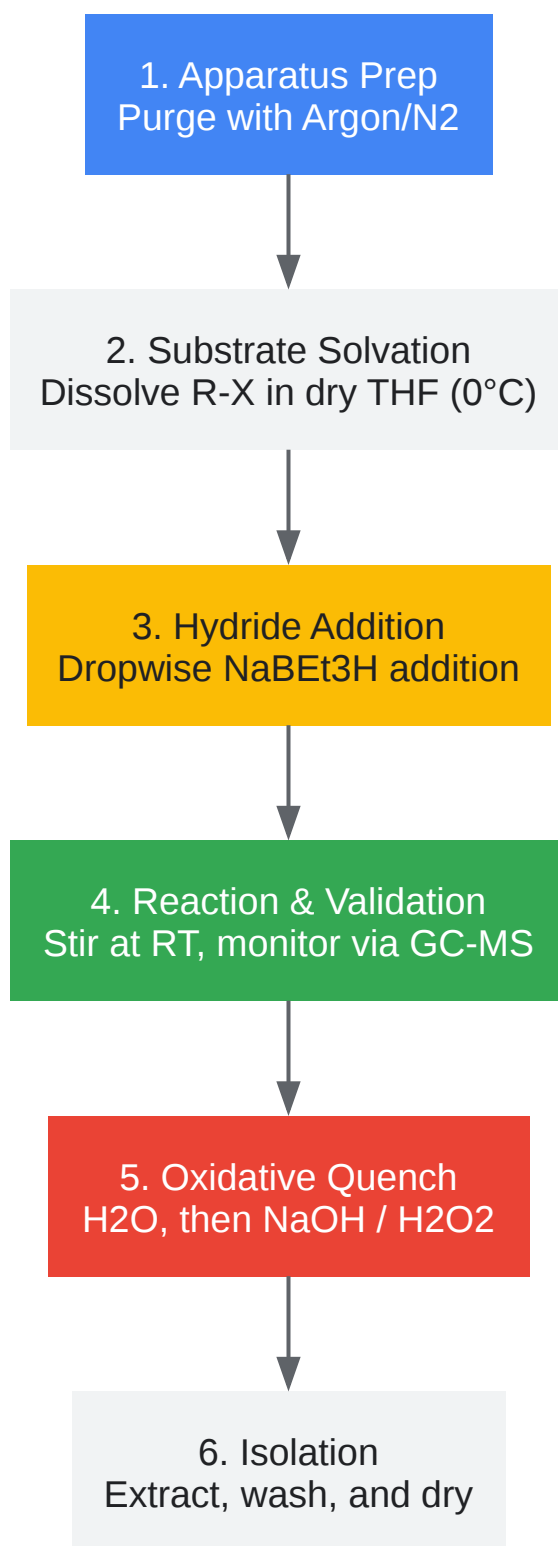 1. Apparatus Prep
Purge with Argon/N2
2. Substrate Solvation
Dissolve R-X in dry THF (0°C)
3. Hydride Addition
Dropwise NaBEt3H addition
4. Reaction & Validation
Stir at RT, monitor via GC-MS
5. Oxidative Quench
H2O, then NaOH / H2O2
6. Isolation
Extract, wash, and dry